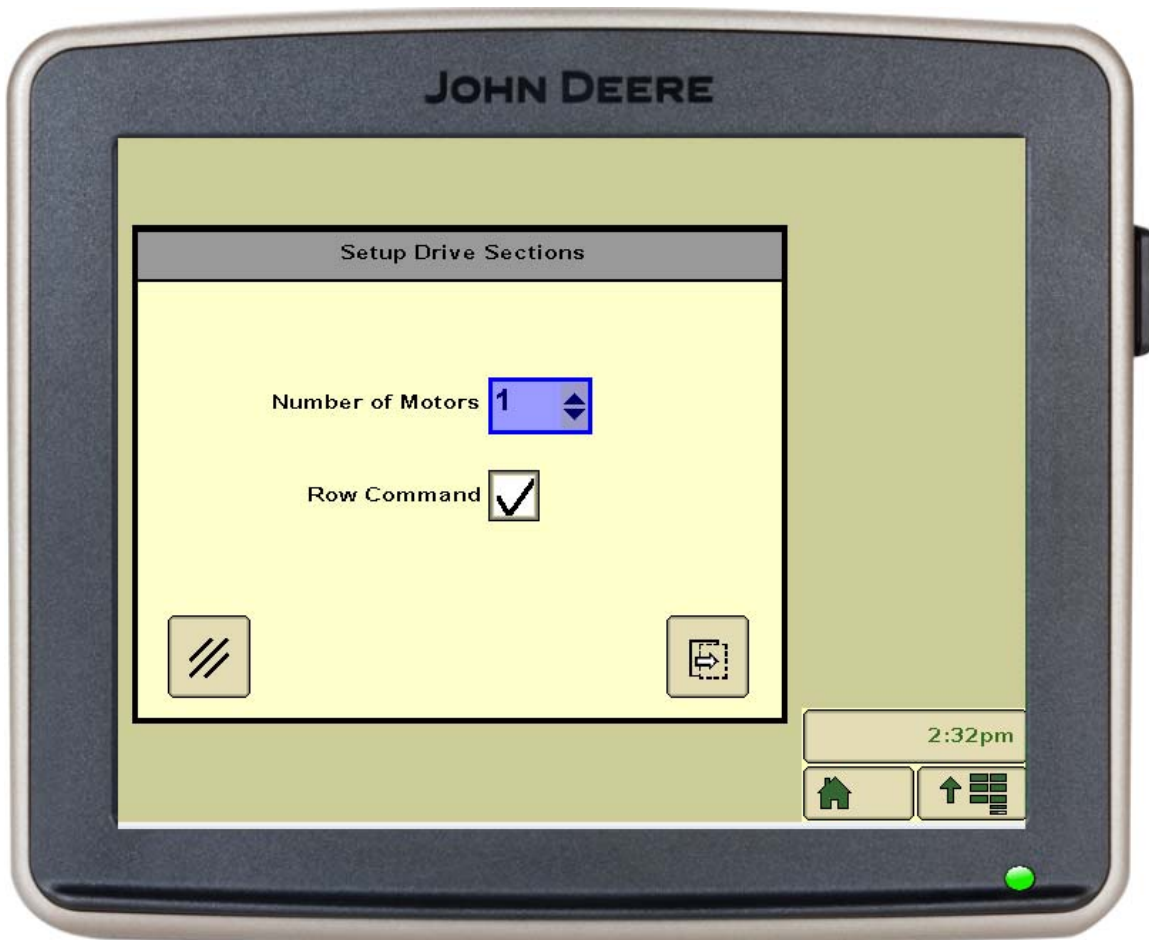 JOHN DEERE
Setup Drive Sections
Number of Motors 1
Row Command
2:32pm